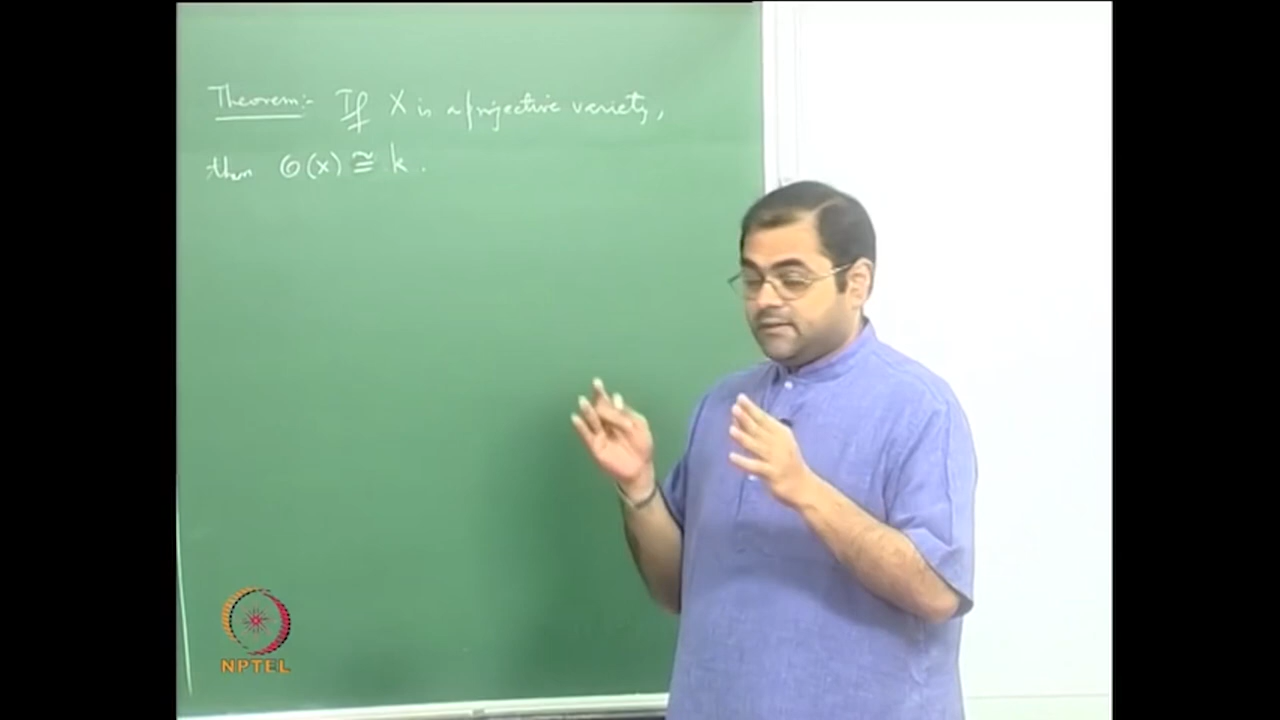 Theorem:- If X is a projective variety,
then O(X) ≅ k.
NPTEL